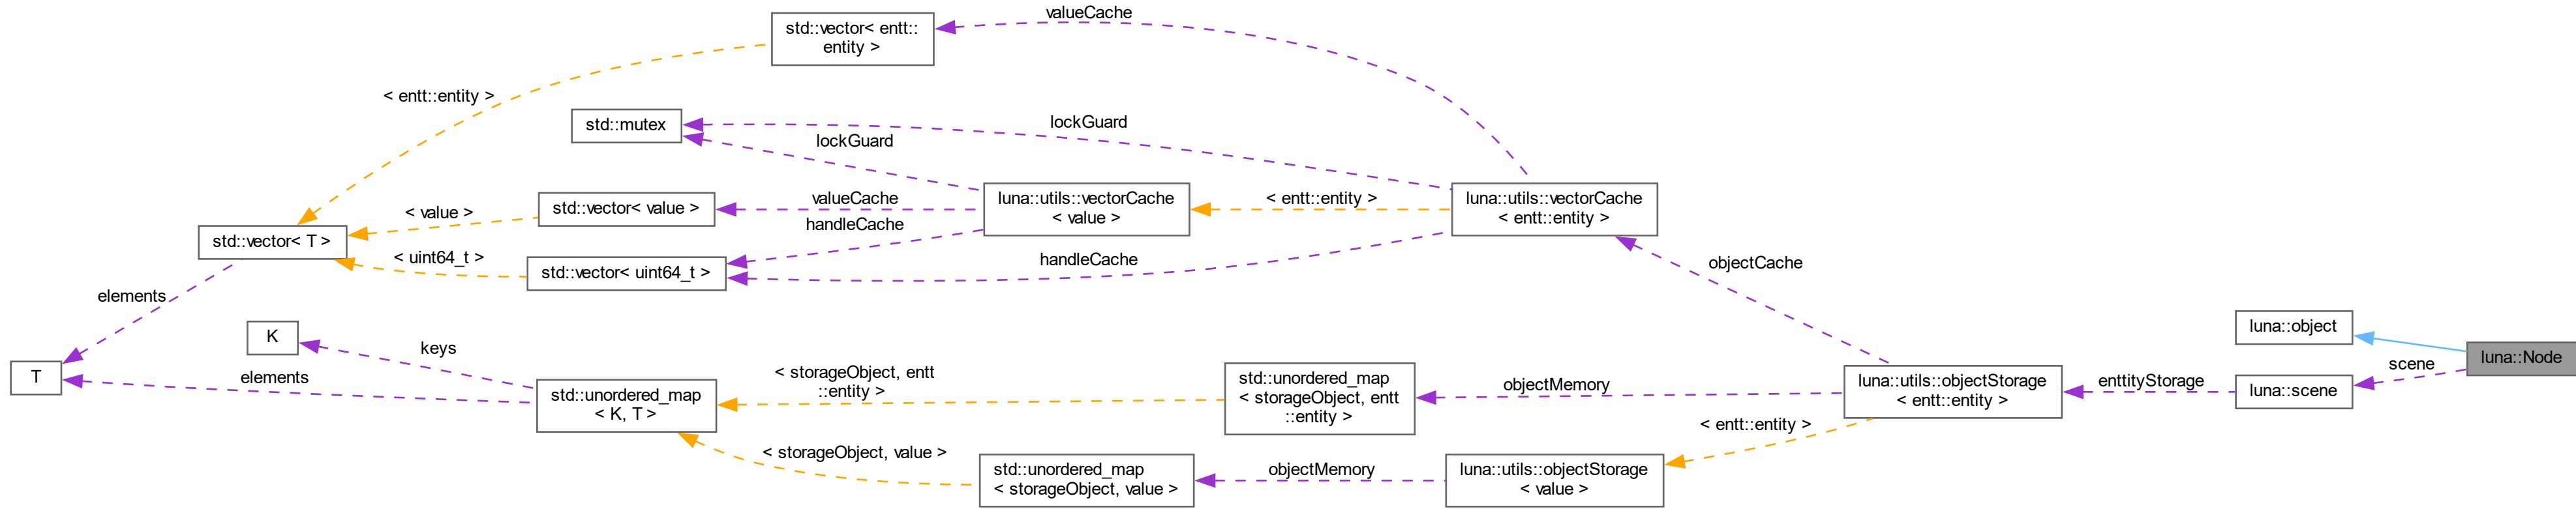 valueCache
std::vector< entt::
entity >
< entt::entity >
std::mutex
lockGuard
lockGuard
luna::utils::vectorCache
< value >
< entt::entity >
luna::utils::vectorCache
< entt::entity >
valueCache
std::vector< value >
< value >
handleCache
std::vector< T >
< uint64_t >
std::vector< uint64_t >
handleCache
objectCache
elements
K
keys
luna::object
T
elements
std::unordered_map
< K, T >
< storageObject, entt
::entity >
std::unordered_map
< storageObject, entt
::entity >
objectMemory
luna::utils::objectStorage
< entt::entity >
enttityStorage
luna::scene
scene
luna::Node
< storageObject, value >
std::unordered_map
< storageObject, value >
objectMemory
luna::utils::objectStorage
< value >
< entt::entity >